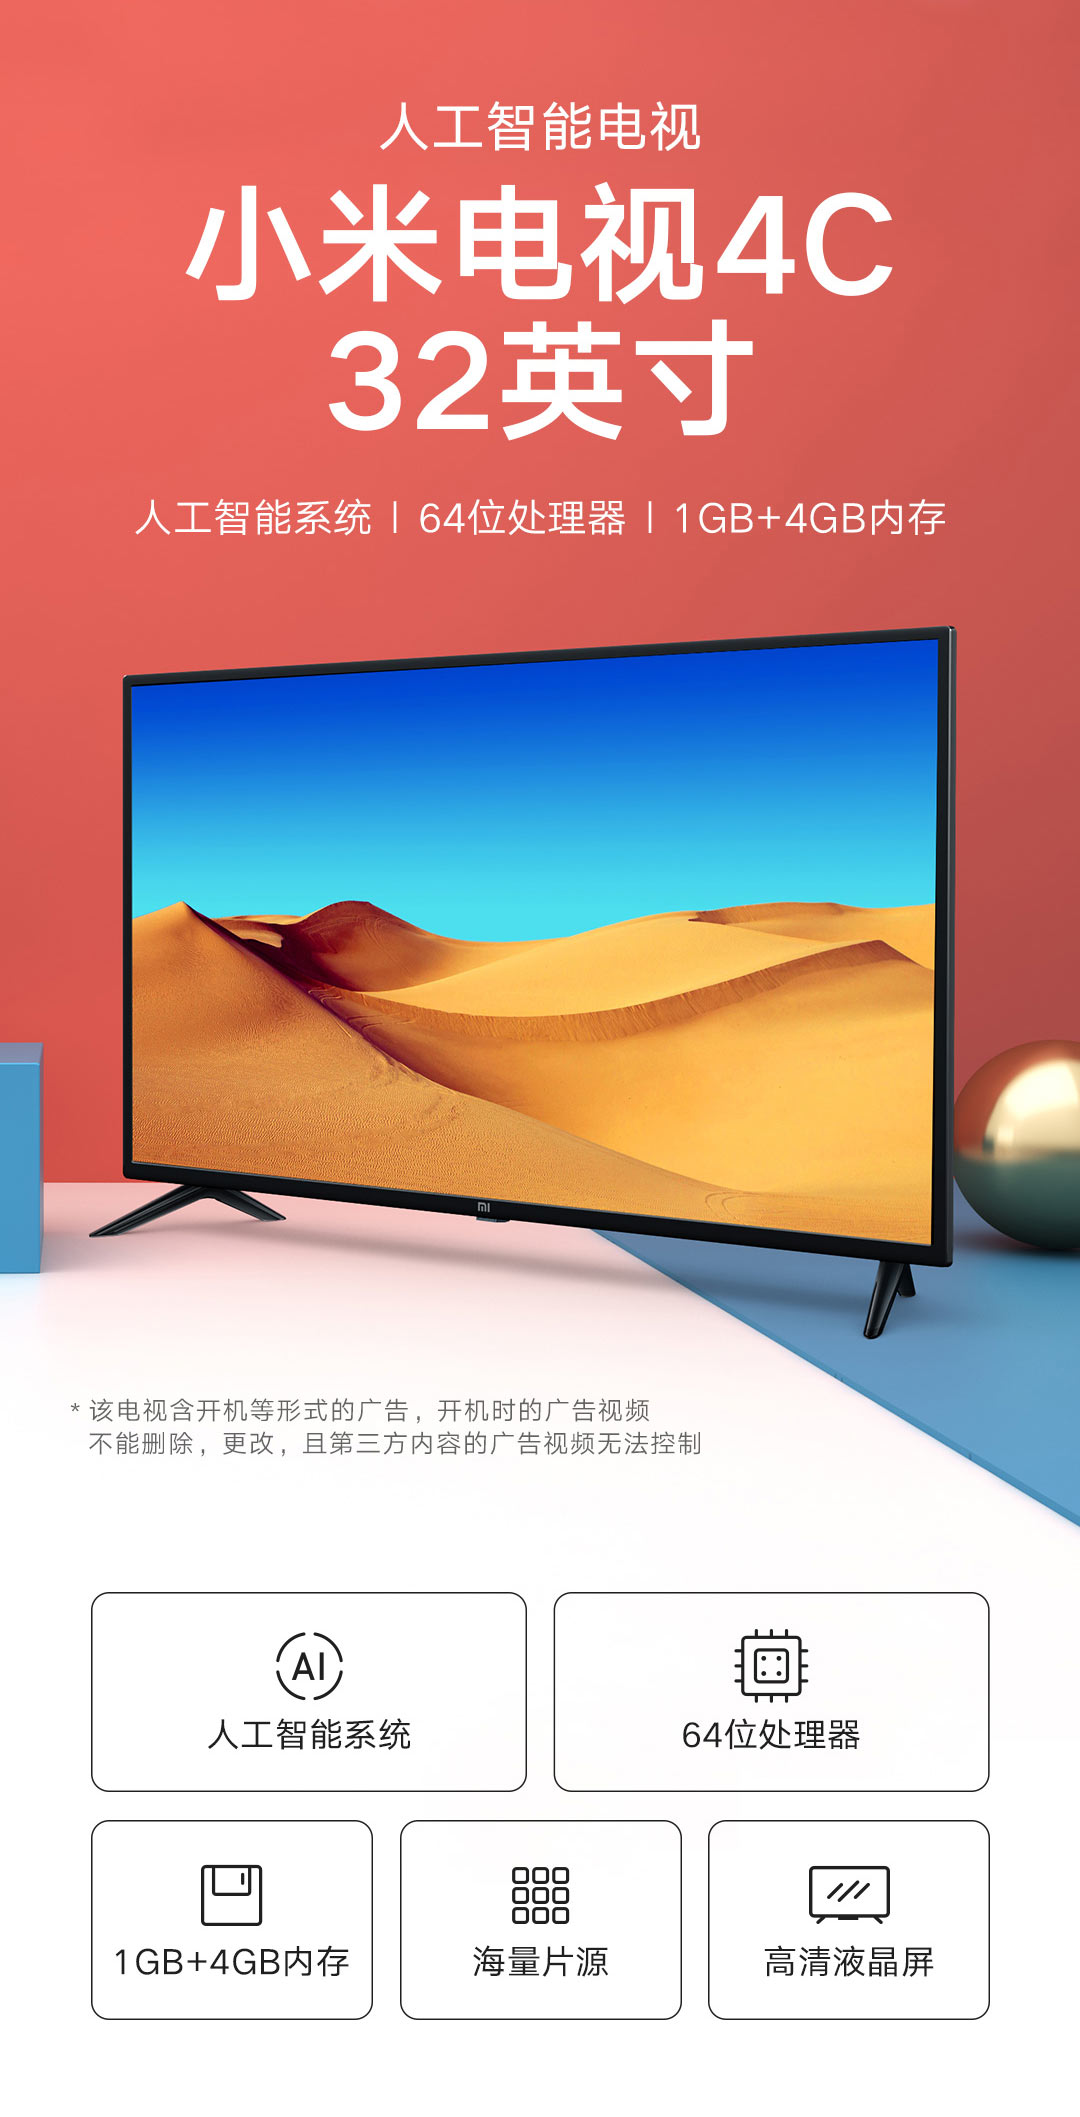 人工智能电视
小米电视4C
32英寸
人工智能系统 | 64位处理器 | 1GB+4GB内存
mi
* 该电视含开机等形式的广告，开机时的广告视频
不能删除，更改，且第三方内容的广告视频无法控制
AI
人工智能系统
64位处理器
1GB+4GB内存
海量片源
高清液晶屏